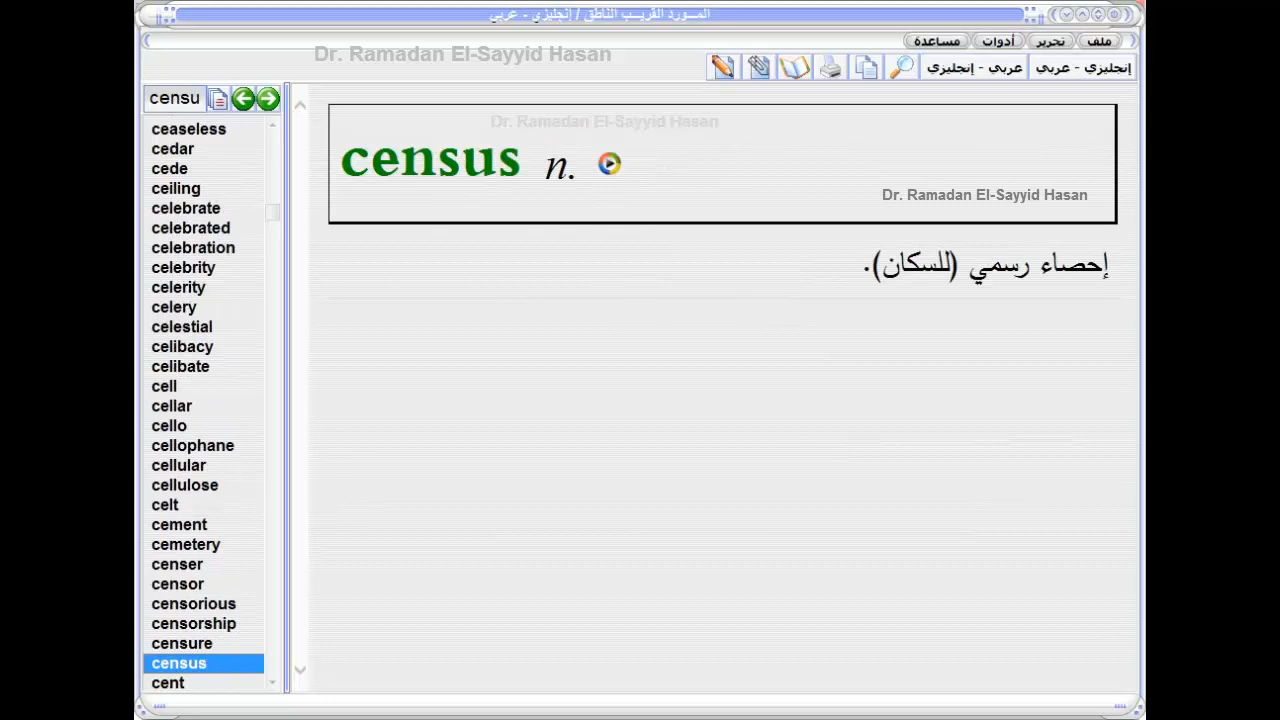 المـورد القريـب الناطق / إنجليزي - عربي
ملف تحرير أدوات مساعدة
Dr. Ramadan El-Sayyid Hasan
إنجليزي - عربي عربي - إنجليزي
censu
Dr. Ramadan El-Sayyid Hasan
census n.
Dr. Ramadan El-Sayyid Hasan
إحصاء رسمي (للسكان).
ceaseless
cedar
cede
ceiling
celebrate
celebrated
celebration
celebrity
celerity
celery
celestial
celibacy
celibate
cell
cellar
cello
cellophane
cellular
cellulose
celt
cement
cemetery
censer
censor
censorious
censorship
censure
census
cent